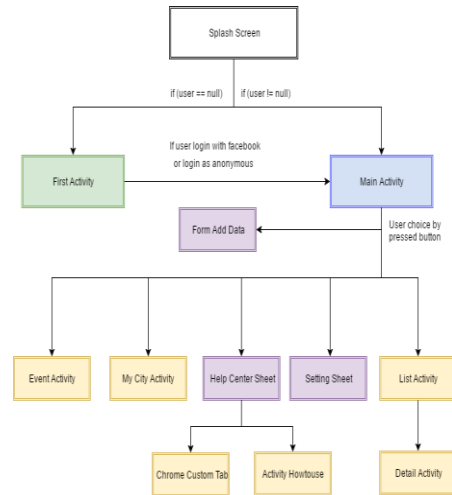 Splash Screen
if (user == null)
if (user != null)
If user login with facebook
or login as anonymous
First Activity
Main Activity
Form Add Data
User choice by
pressed button
Event Activity
My City Activity
Help Center Sheet
Setting Sheet
List Activity
Chrome Custom Tab
Activity Howtouse
Detail Activity